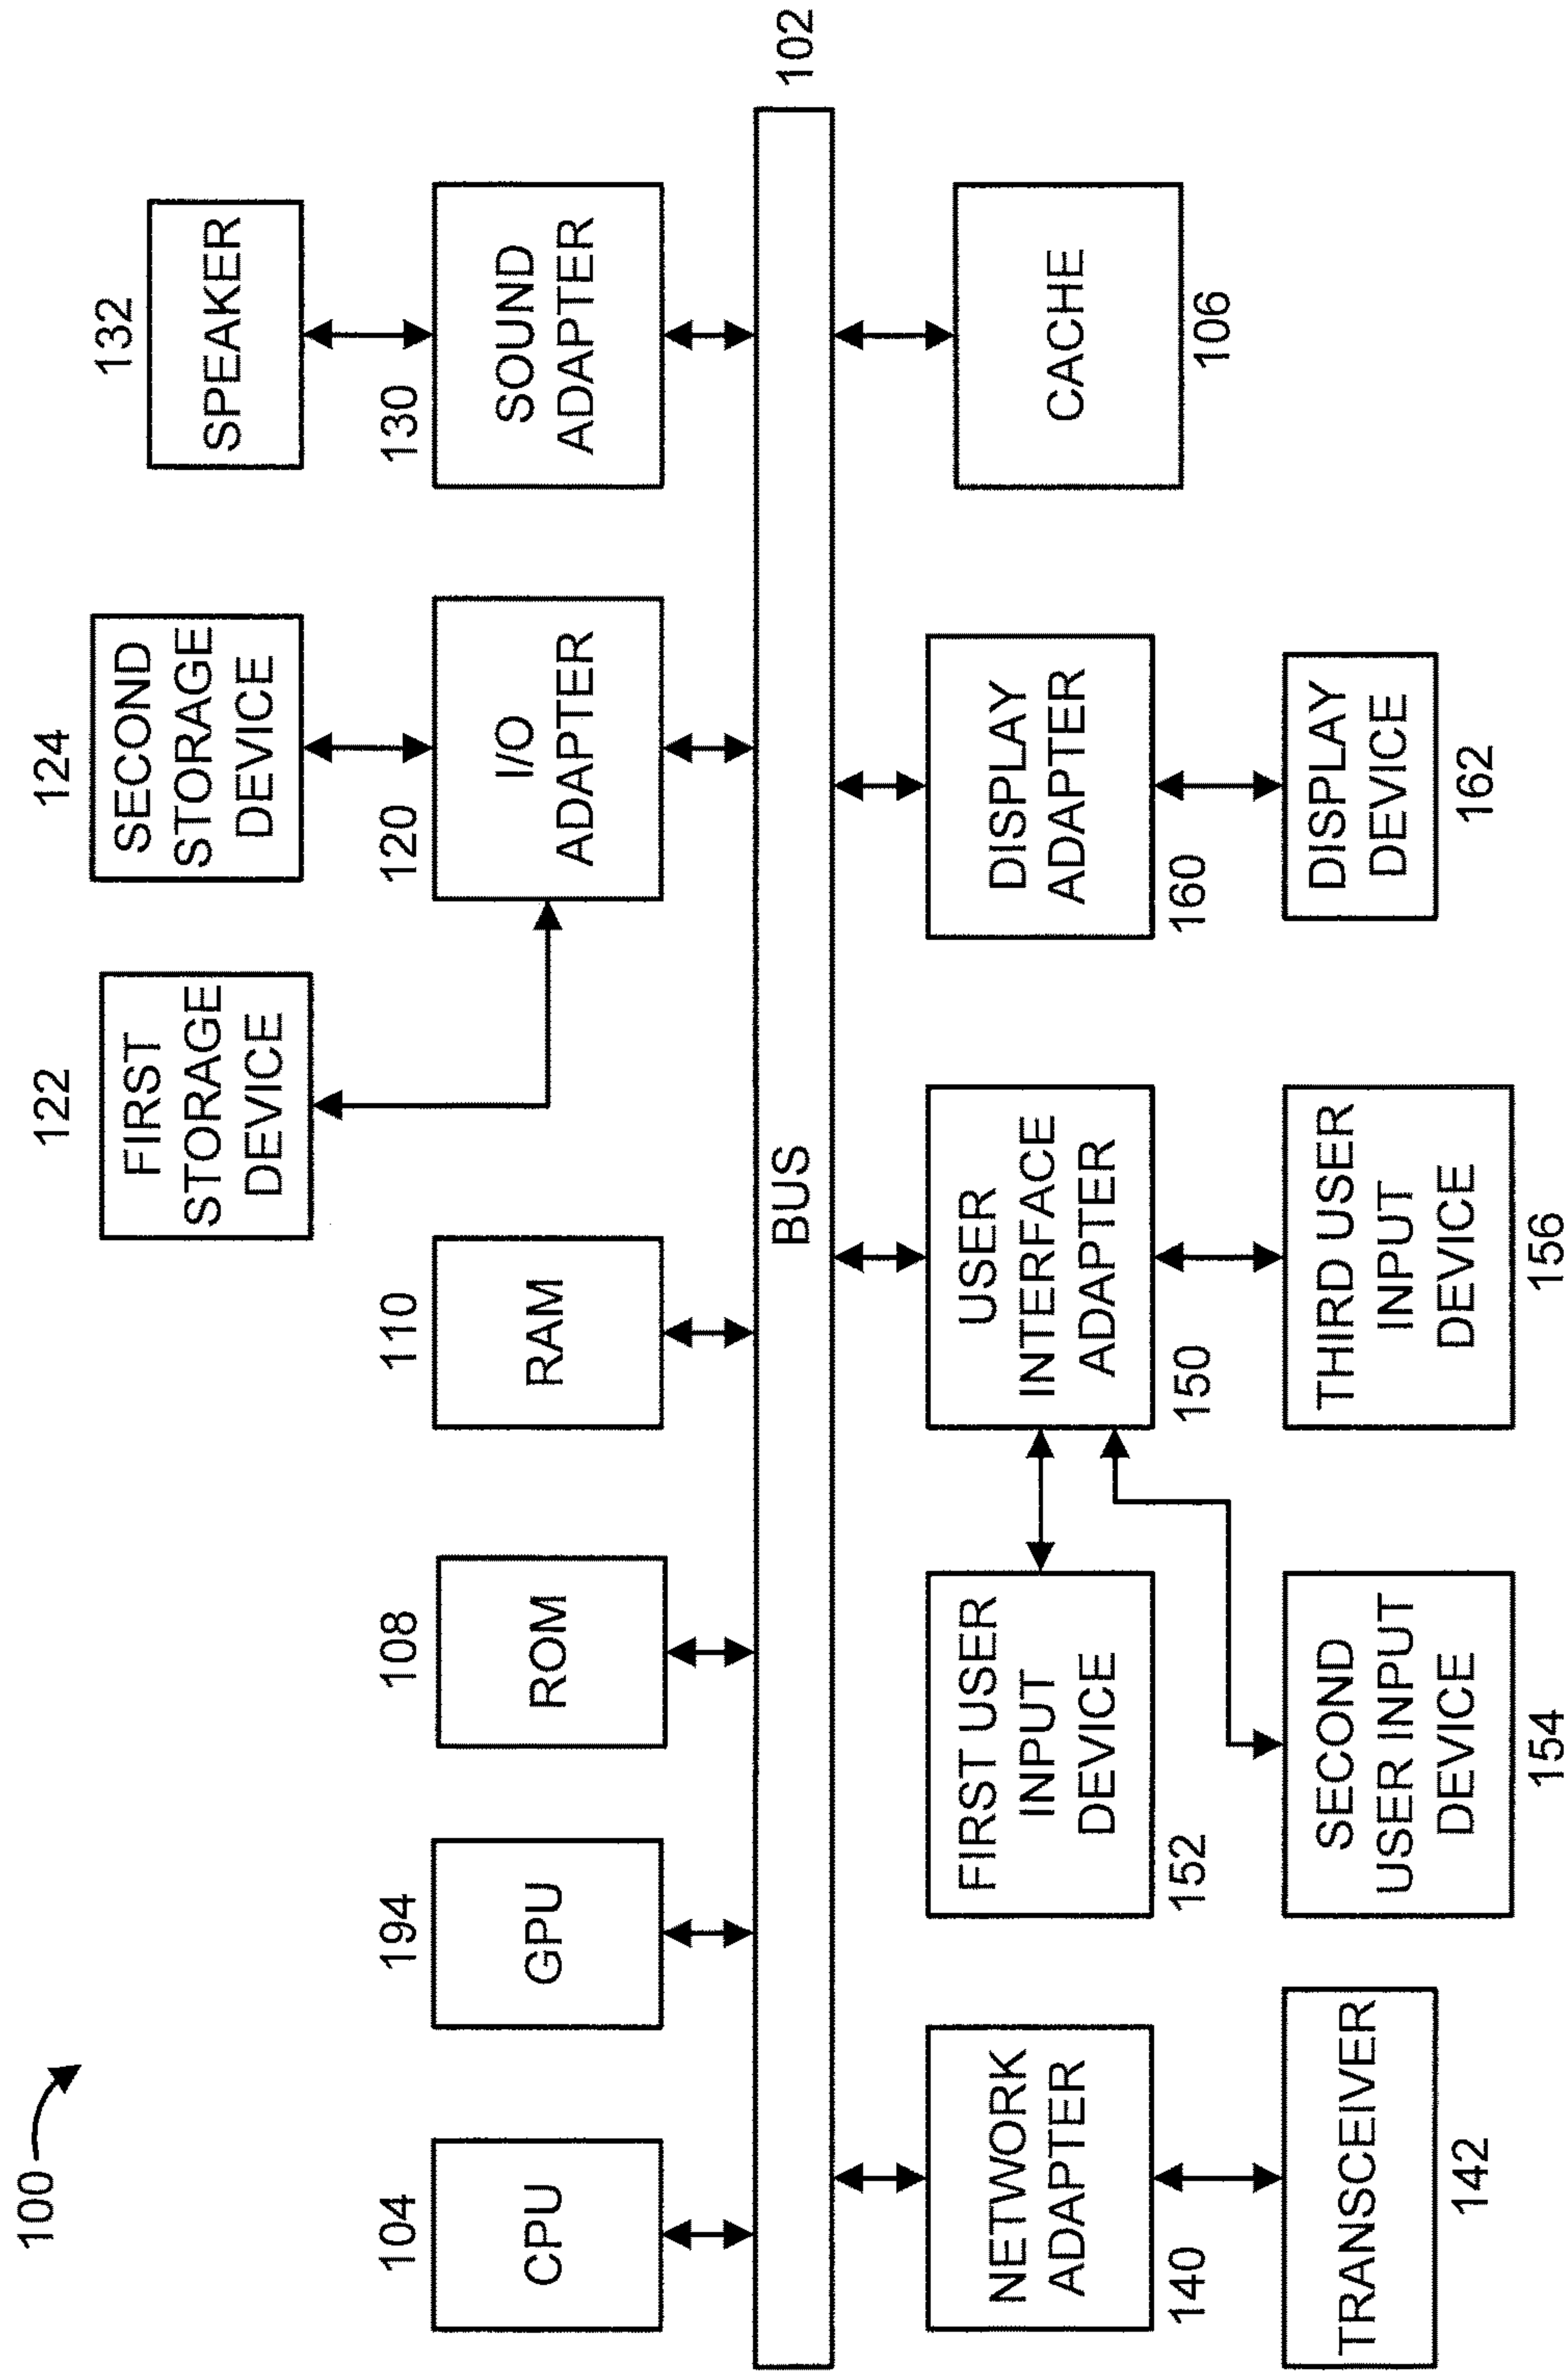 100
122
FIRST
STORAGE
DEVICE
124
SECOND
STORAGE
DEVICE
132
SPEAKER
104
CPU
194
GPU
108
ROM
110
RAM
120
I/O
ADAPTER
130
SOUND
ADAPTER
BUS
102
NETWORK
ADAPTER
140
TRANSCEIVER
142
FIRST USER
INPUT
DEVICE
152
SECOND
USER INPUT
DEVICE
154
USER
INTERFACE
ADAPTER
150
THIRD USER
INPUT
DEVICE
156
DISPLAY
ADAPTER
160
DISPLAY
DEVICE
162
CACHE
106